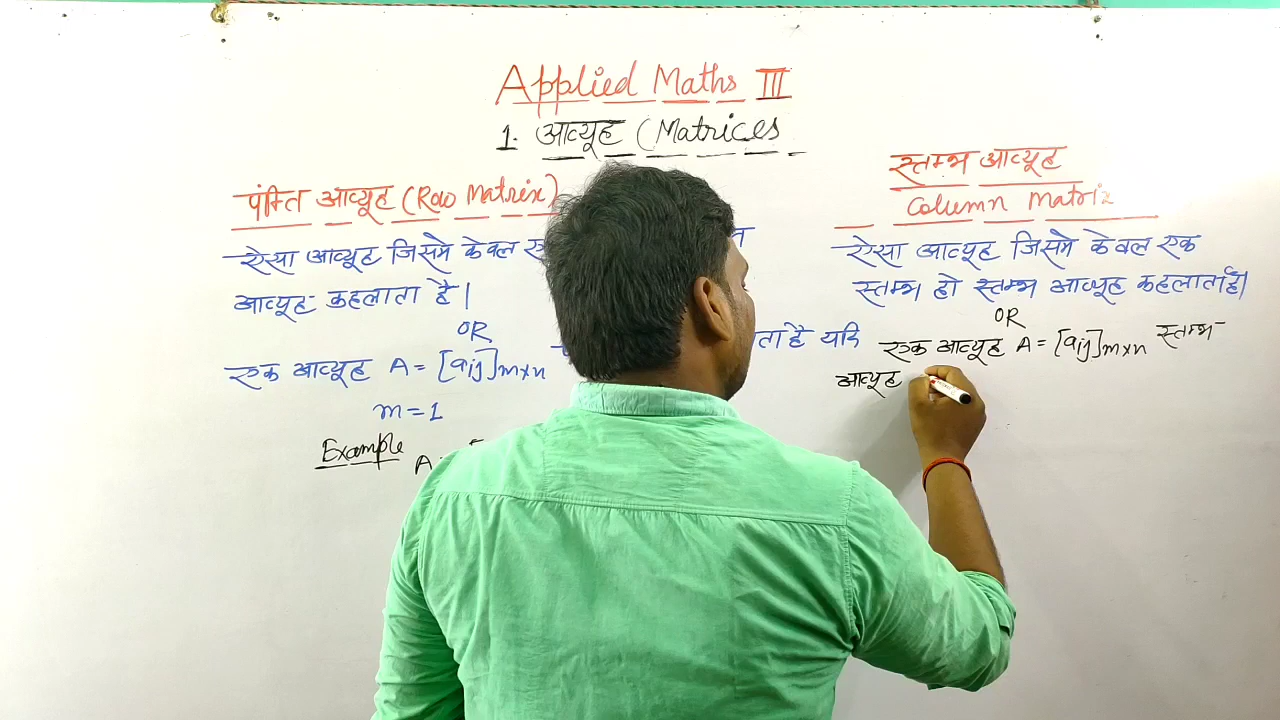 Applied Maths III
1. आव्यूह (Matrices
पंक्ति आव्यूह (Row Matrix)
ऐसा आव्यूह जिसमे केवल
आव्यूह कहलाता है।
OR
एक आव्यूह A = [aij]m×n
ता है यदि
m = 1
Example A
स्तम्भ आव्यूह
Column Matrix
ऐसा आव्यूह जिसमे केवल एक
स्तम्भ हो स्तम्भ आव्यूह कहलाता है।
OR
एक आव्यूह A = [aij]m×n स्तम्भ
आव्यूह